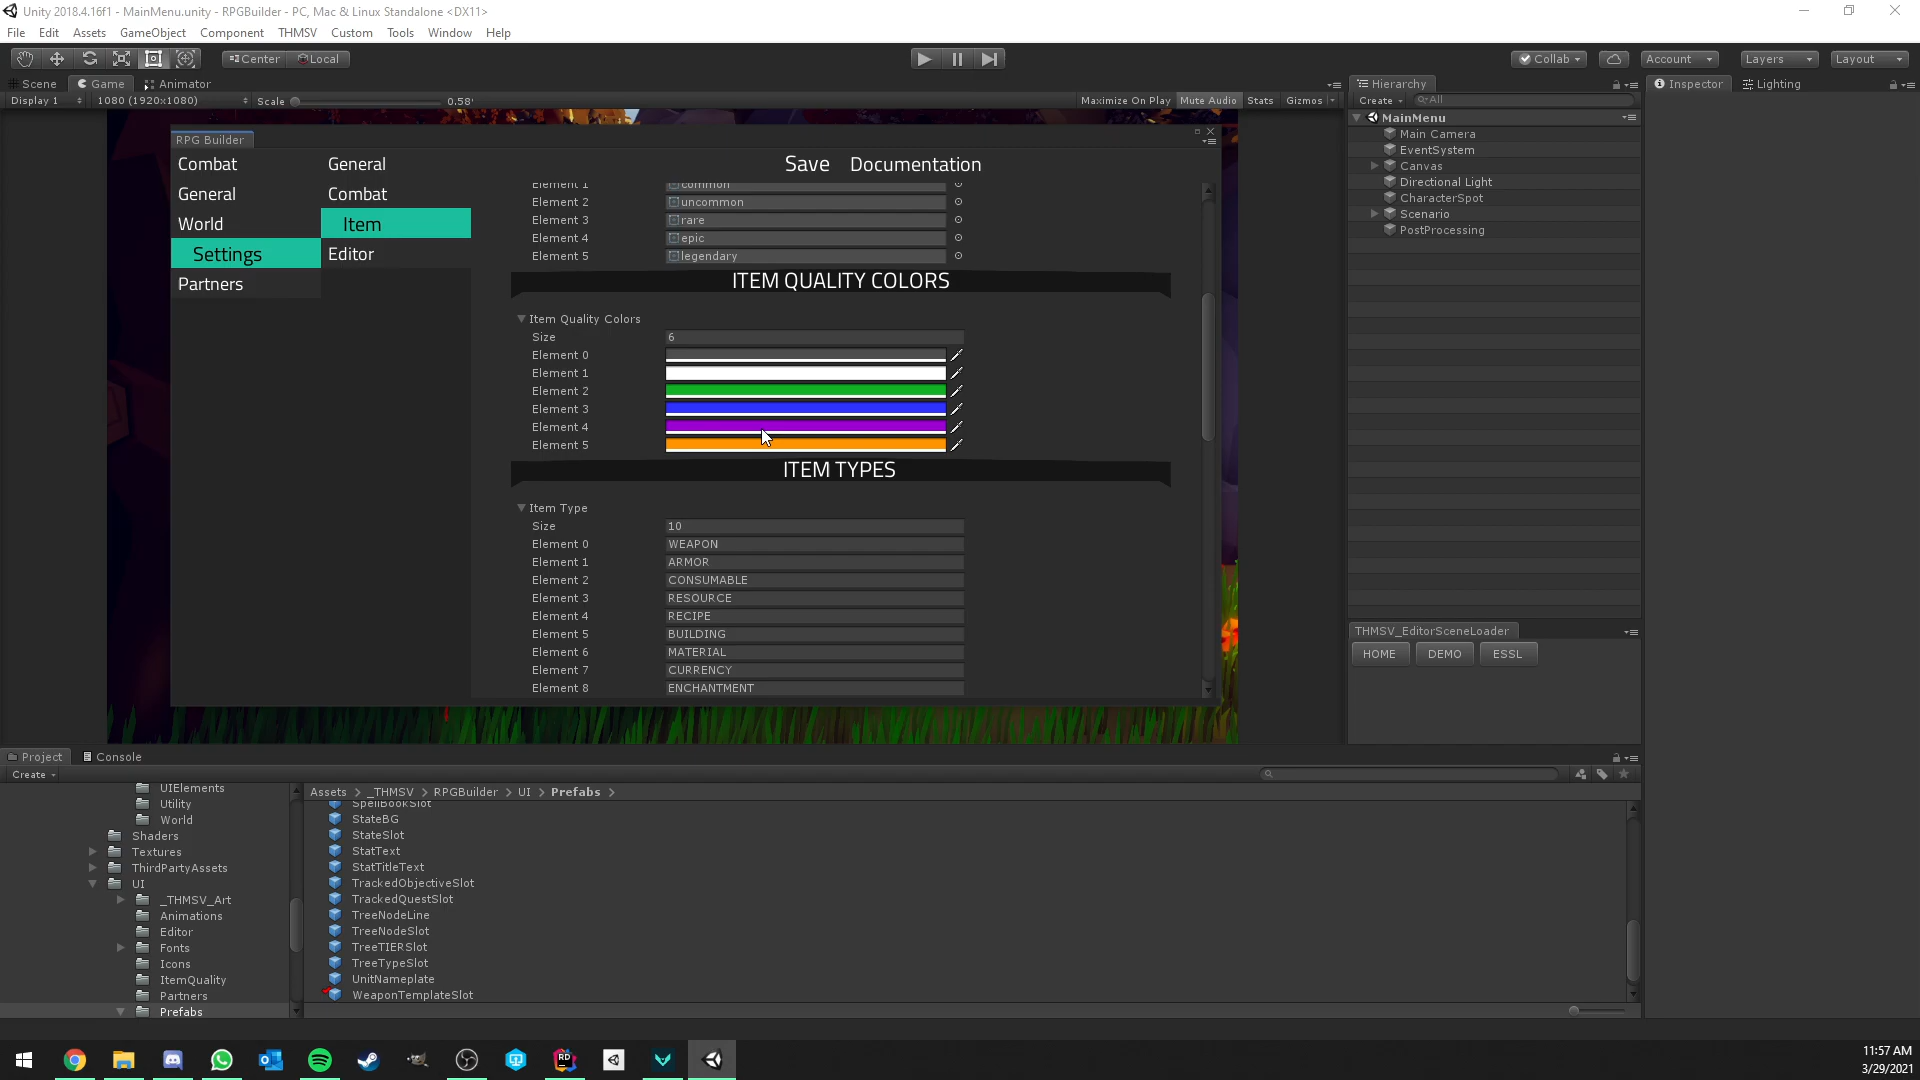 Unity 2018.4.16f1 - MainMenu.unity - RPGBuilder - PC, Mac & Linux Standalone <DX11>
File Edit Assets GameObject Component THMSV Custom Tools Window Help
Center Local Collab Account Layers Layout
Scene Game Animator Hierarchy Inspector Lighting
Display 1 1080 (1920x1080) Scale 0.58 Maximize On Play Mute Audio Stats Gizmos Create All
MainMenu
Main Camera
EventSystem
Canvas
Directional Light
CharacterSpot
Scenario
PostProcessing
RPG Builder
Combat
General
World
Settings
Partners
General
Combat
Item
Editor
Save Documentation
Element 1 common
Element 2 uncommon
Element 3 rare
Element 4 epic
Element 5 legendary
ITEM QUALITY COLORS
Item Quality Colors
Size 6
Element 0
Element 1
Element 2
Element 3
Element 4
Element 5
ITEM TYPES
Item Type
Size 10
Element 0 WEAPON
Element 1 ARMOR
Element 2 CONSUMABLE
Element 3 RESOURCE
Element 4 RECIPE
Element 5 BUILDING
Element 6 MATERIAL
Element 7 CURRENCY
Element 8 ENCHANTMENT
THMSV_EditorSceneLoader
HOME DEMO ESSL
Project Console
Create
UIElements
Utility
World
Shaders
Textures
ThirdPartyAssets
UI
_THMSV_Art
Animations
Editor
Fonts
Icons
ItemQuality
Partners
Prefabs
Assets > _THMSV > RPGBuilder > UI > Prefabs >
SpellBookSlot
StateBG
StateSlot
StatText
StatTitleText
TrackedObjectiveSlot
TrackedQuestSlot
TreeNodeLine
TreeNodeSlot
TreeTIERSlot
TreeTypeSlot
UnitNameplate
WeaponTemplateSlot
RD
11:57 AM
3/29/2021